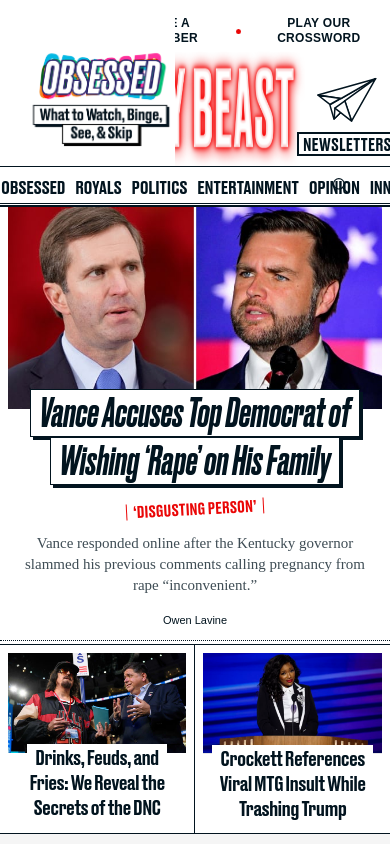 E A
BER
PLAY OUR
CROSSWORD
OBSESSED
What to Watch, Binge,
See, & Skip
Y BEAST
NEWSLETTERS
OBSESSED ROYALS POLITICS ENTERTAINMENT OPINION INN
Vance Accuses Top Democrat of
Wishing ‘Rape’ on His Family
‘DISGUSTING PERSON’
Vance responded online after the Kentucky governor
slammed his previous comments calling pregnancy from
rape “inconvenient.”
Owen Lavine
Drinks, Feuds, and
Fries: We Reveal the
Secrets of the DNC
Crockett References
Viral MTG Insult While
Trashing Trump